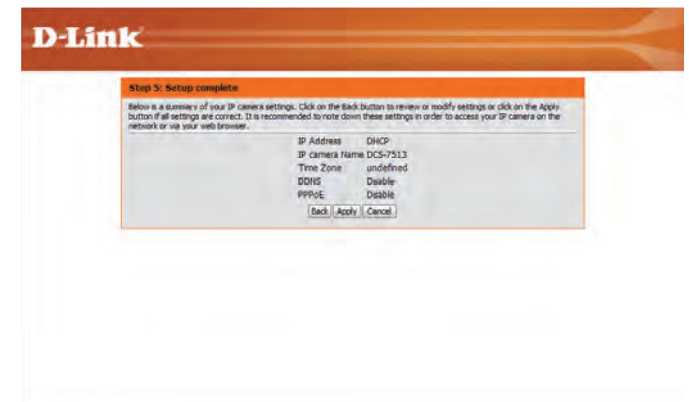 D-Link
Step 5: Setup complete
Below is a summary of your IP camera settings. Click on the Back button to review or modify settings or click on the Apply
button if all settings are correct. It is recommended to note down these settings in order to access your IP camera on the
network or via your web browser.
IP Address DHCP
IP camera Name DCS-7513
Time Zone undefined
DDNS Disable
PPPoE Disable
Back Apply Cancel